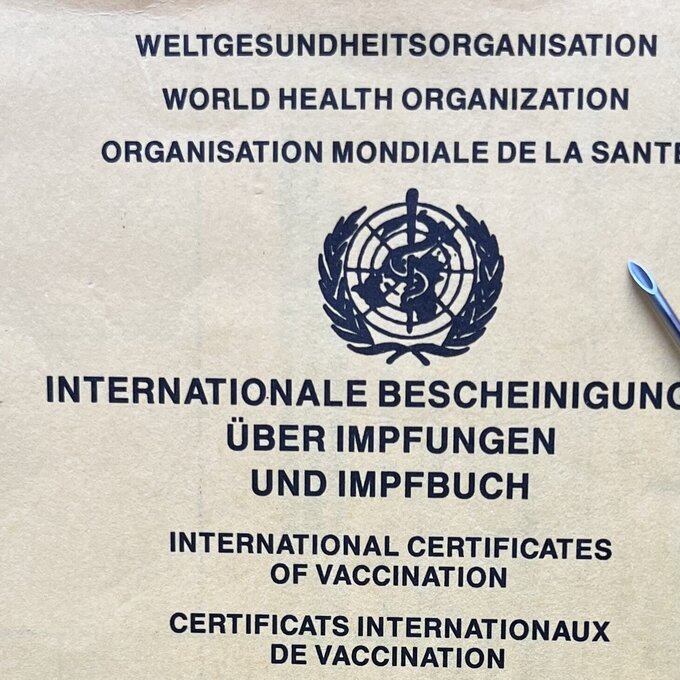 WELTGESUNDHEITSORGANISATION
WORLD HEALTH ORGANIZATION
ORGANISATION MONDIALE DE LA SANTE
INTERNATIONALE BESCHEINIGUNG
ÜBER IMPFUNGEN
UND IMPFBUCH
INTERNATIONAL CERTIFICATES
OF VACCINATION
CERTIFICATS INTERNATIONAUX
DE VACCINATION